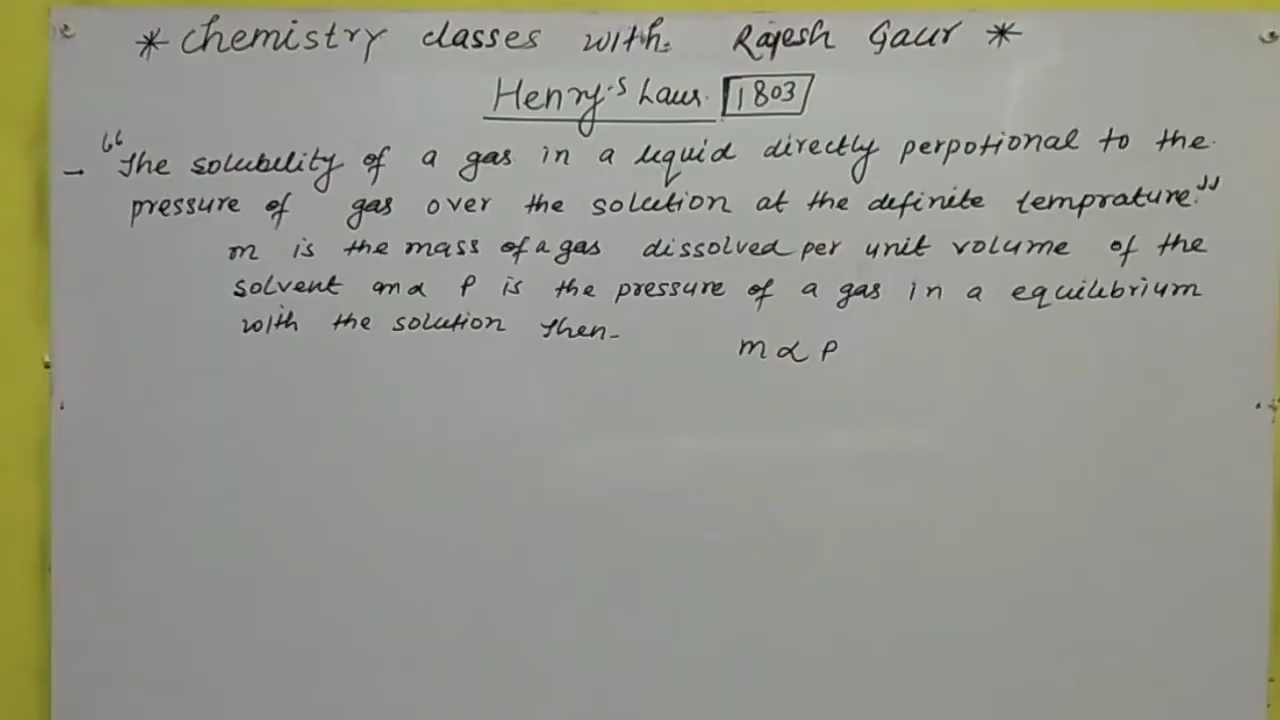 * Chemistry classes with. Rajesh Gaur *
Henry's Law. 1803
- "The solubility of a gas in a liquid directly perpotional to the.
pressure of gas over the solution at the definite temprature."
m is the mass of a gas dissolved per unit volume of the
solvent and P is the pressure of a gas in a equilibrium
with the solution then-
m ∝ P